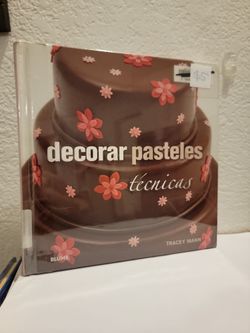 decorar pasteles
técnicas
BLUME
TRACEY MANN